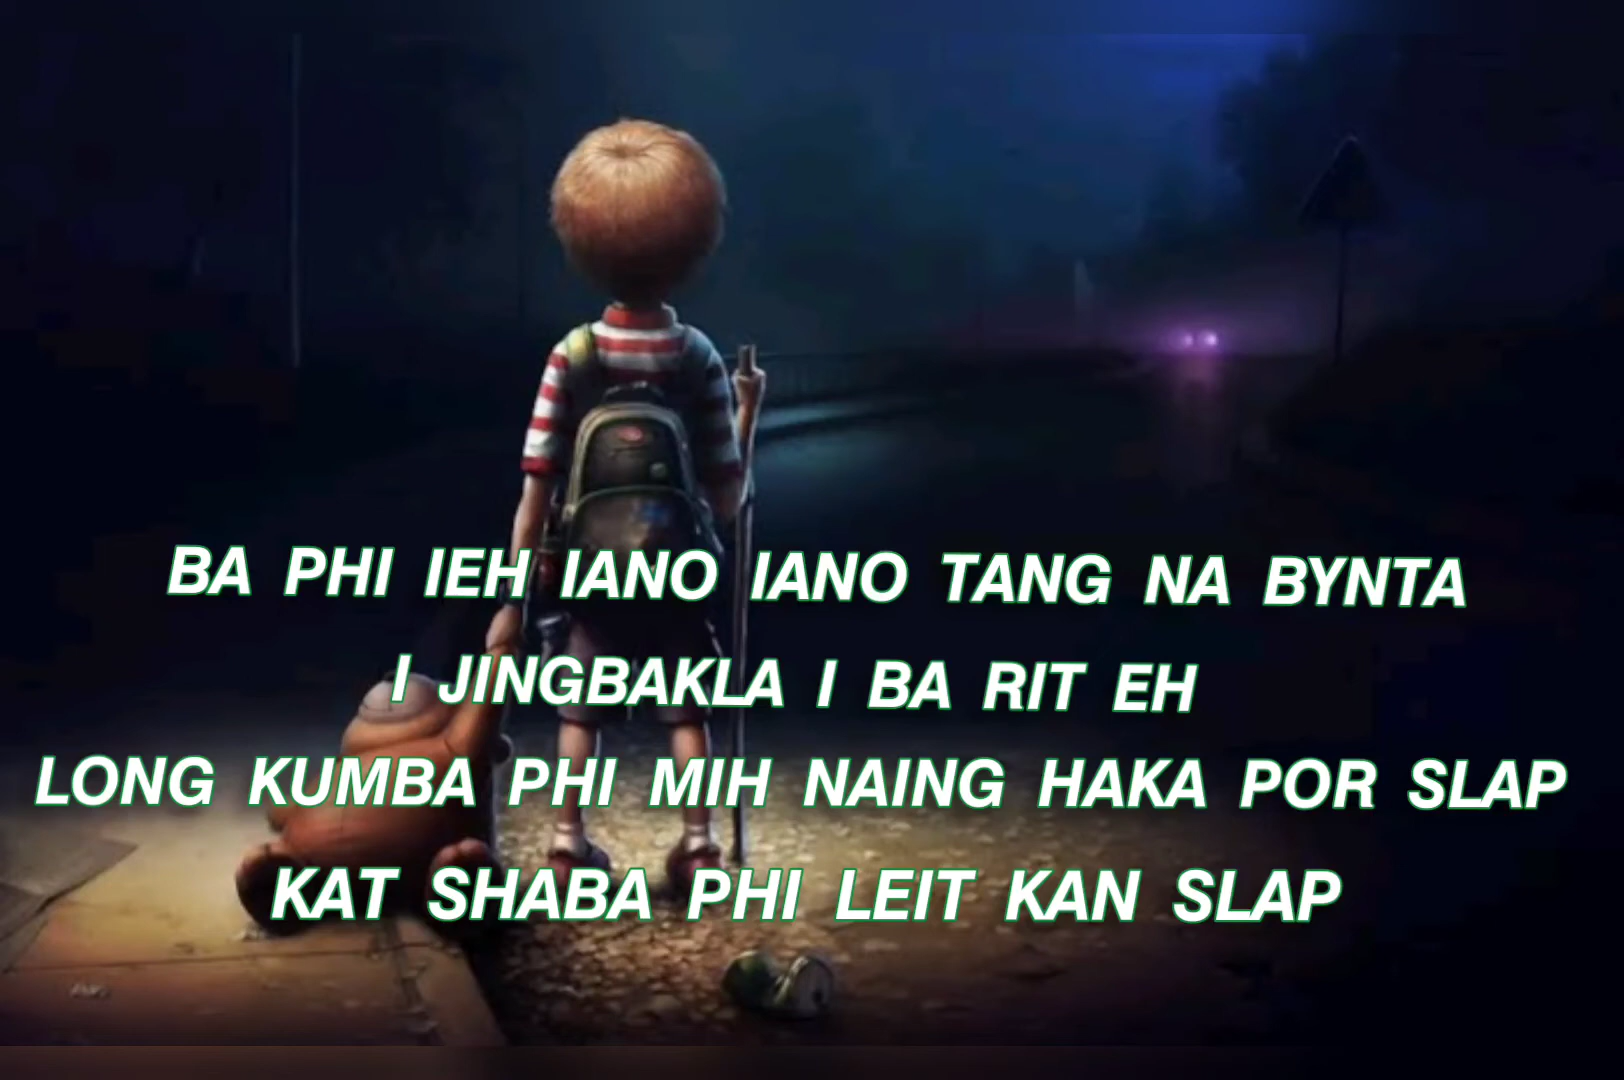 BA PHI IEH IANO IANO TANG NA BYNTA
I JINGBAKLA I BA RIT EH
LONG KUMBA PHI MIH NAING HAKA POR SLAP
KAT SHABA PHI LEIT KAN SLAP